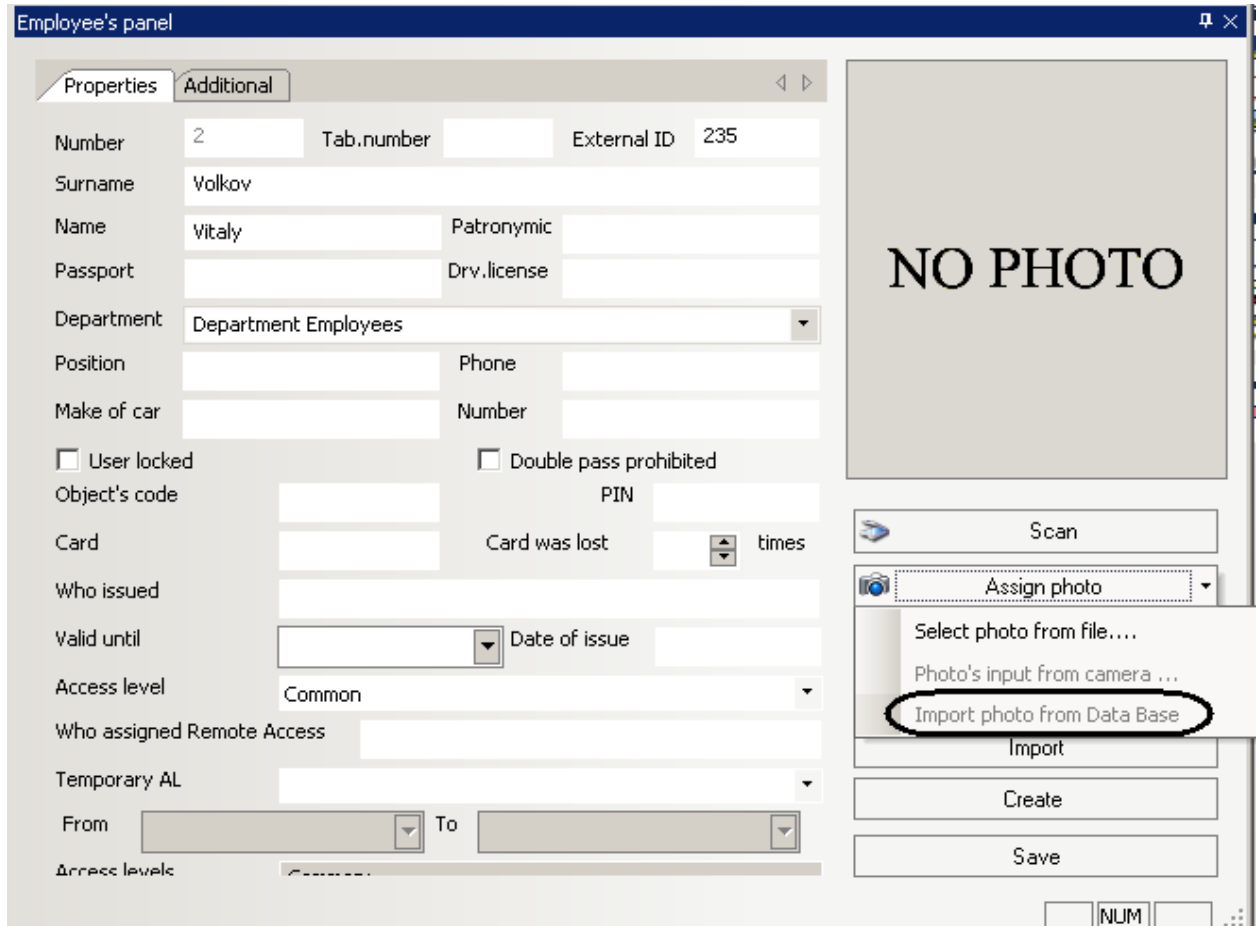 Employee's panel
Properties Additional
Number 2 Tab.number External ID 235
Surname Volkov
Name Vitaly Patronymic
Passport Drv.license
Department Department Employees
Position Phone
Make of car Number
User locked Double pass prohibited
Object's code PIN
Card Card was lost times
Who issued
Valid until Date of issue
Access level Common
Who assigned Remote Access
Temporary AL
From To
Access levels Common
NO PHOTO
Scan
Assign photo
Select photo from file....
Photo's input from camera ...
Import photo from Data Base
Import
Create
Save
NUM